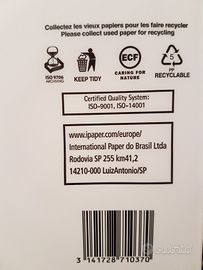 Collectez les vieux papiers pour les faire recycler
Please collect used paper for recycling
ISO 9706
ARCHIVING
KEEP TIDY
ECF
CARING FOR
NATURE
5
PP
RECYCLABLE
Certified Quality System:
ISO-9001, ISO-14001
www.ipaper.com/europe/
International Paper do Brasil Ltda
Rodovia SP 255 km41,2
14210-000 LuizAntonio/SP
3 141728 710370
subito